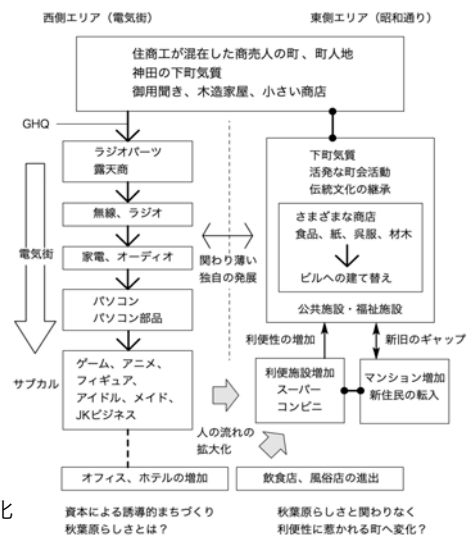 西側エリア（電気街）
東側エリア（昭和通り）
住商工が混在した商売人の町、町人地
神田の下町気質
御用聞き、木造家屋、小さい商店
GHQ
ラジオパーツ
露天商
無線、ラジオ
家電、オーディオ
パソコン
パソコン部品
ゲーム、アニメ、
フィギュア、
アイドル、メイド、
JKビジネス
電気街
サブカル
関わり薄い
独自の発展
下町気質
活発な町会活動
伝統文化の継承
さまざまな商店
食品、紙、呉服、材木
ビルへの建て替え
公共施設・福祉施設
利便性の増加
新旧のギャップ
利便施設増加
スーパー
コンビニ
マンション増加
新住民の転入
人の流れの
拡大化
オフィス、ホテルの増加
飲食店、風俗店の進出
化
資本による誘導的まちづくり
秋葉原らしさとは？
秋葉原らしさと関わりなく
利便性に惹かれる町へ変化？